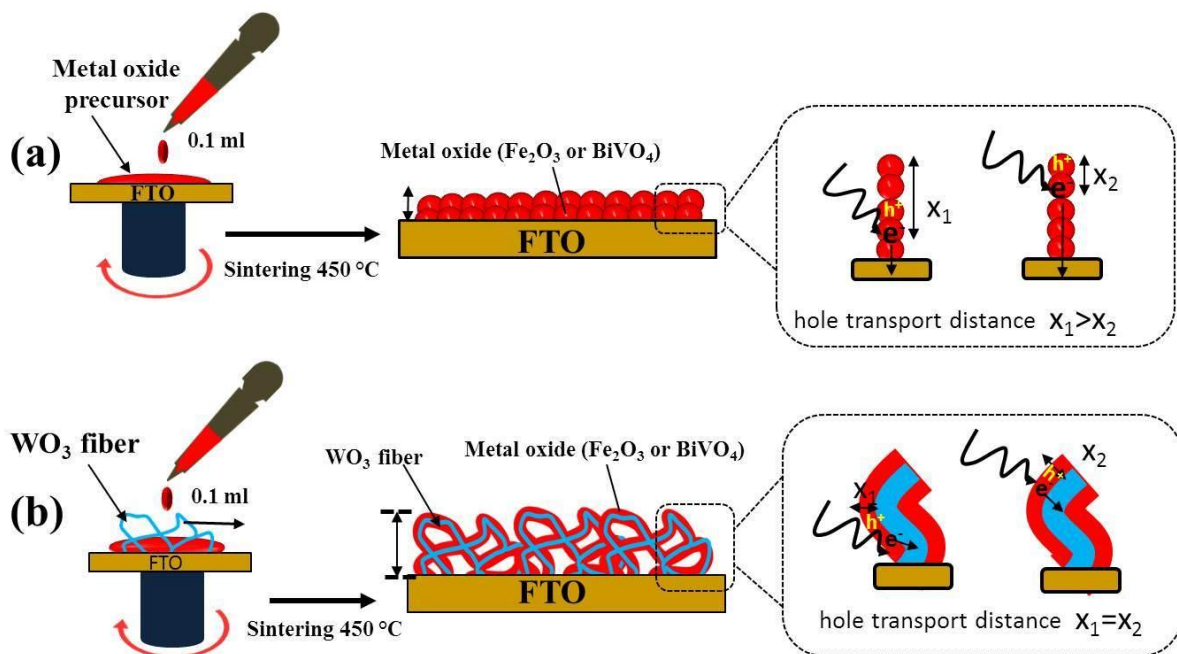 Metal oxide
precursor
0.1 ml
(a)
FTO
Sintering 450 °C
Metal oxide (Fe₂O₃ or BiVO₄)
FTO
h⁺
e⁻
x₁
h⁺
e⁻
x₂
hole transport distance x₁>x₂
WO₃ fiber
0.1 ml
(b)
FTO
Sintering 450 °C
WO₃ fiber
Metal oxide (Fe₂O₃ or BiVO₄)
FTO
x₁
h⁺
e⁻
x₂
h⁺
e⁻
hole transport distance x₁=x₂